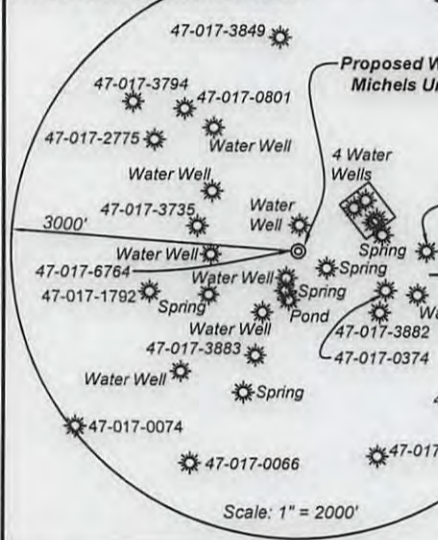 47-017-3849
Proposed
47-017-3794
47-017-0801
Michels
47-017-2775
Water Well
4 Water
Wells
Water Well
47-017-3735
Water
Well
3000'
Water Well
Spring
47-017-6764
Water Well
Spring
47-017-1792
Spring
Spring
Pond
Water Well
47-017-3882
47-017-3883
47-017-0374
Water Well
Spring
47-017-0074
47-017
47-017-0066
Scale: 1" = 2000'